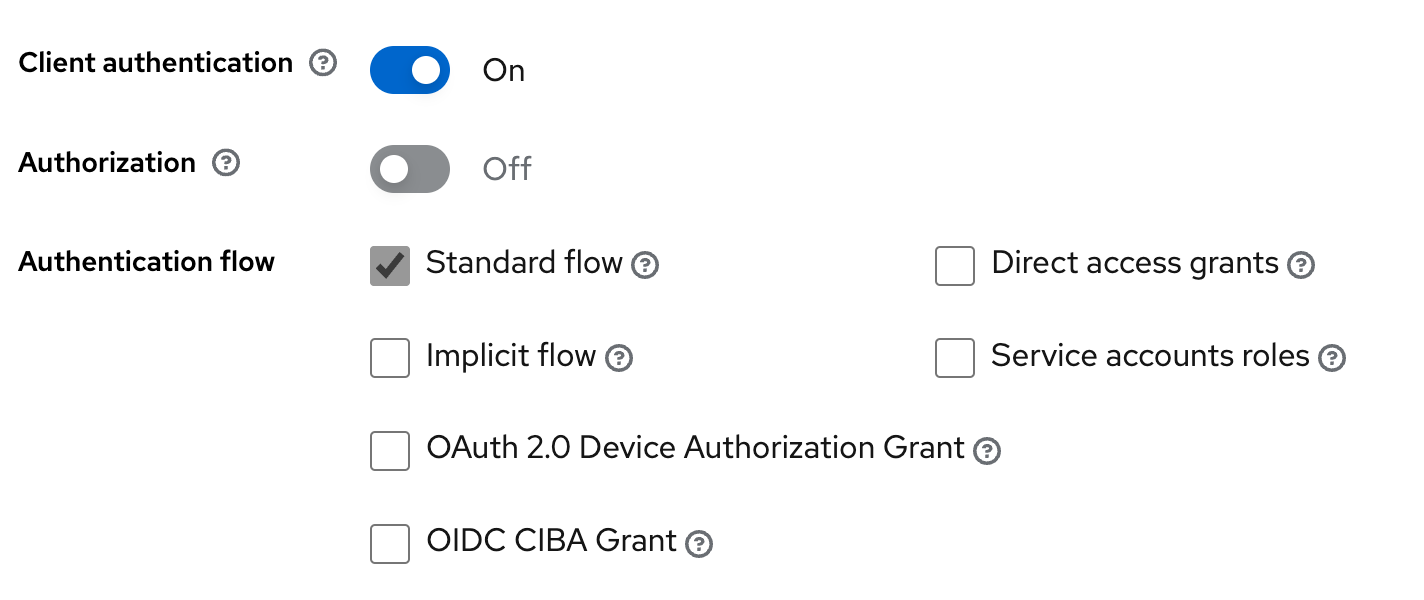 Client authentication ? On
Authorization ? Off
Authentication flow Standard flow ? Direct access grants ?
Implicit flow ? Service accounts roles ?
OAuth 2.0 Device Authorization Grant ?
OIDC CIBA Grant ?